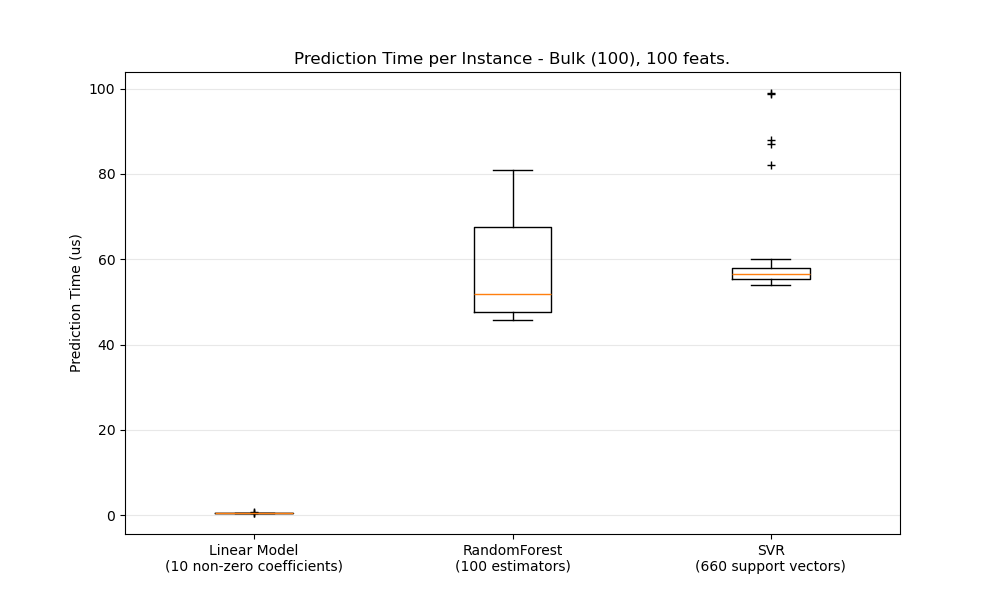 Prediction Time per Instance - Bulk (100), 100 feats.
Prediction Time (us)
100
80
60
40
20
0
Linear Model
(10 non-zero coefficients)
RandomForest
(100 estimators)
SVR
(660 support vectors)